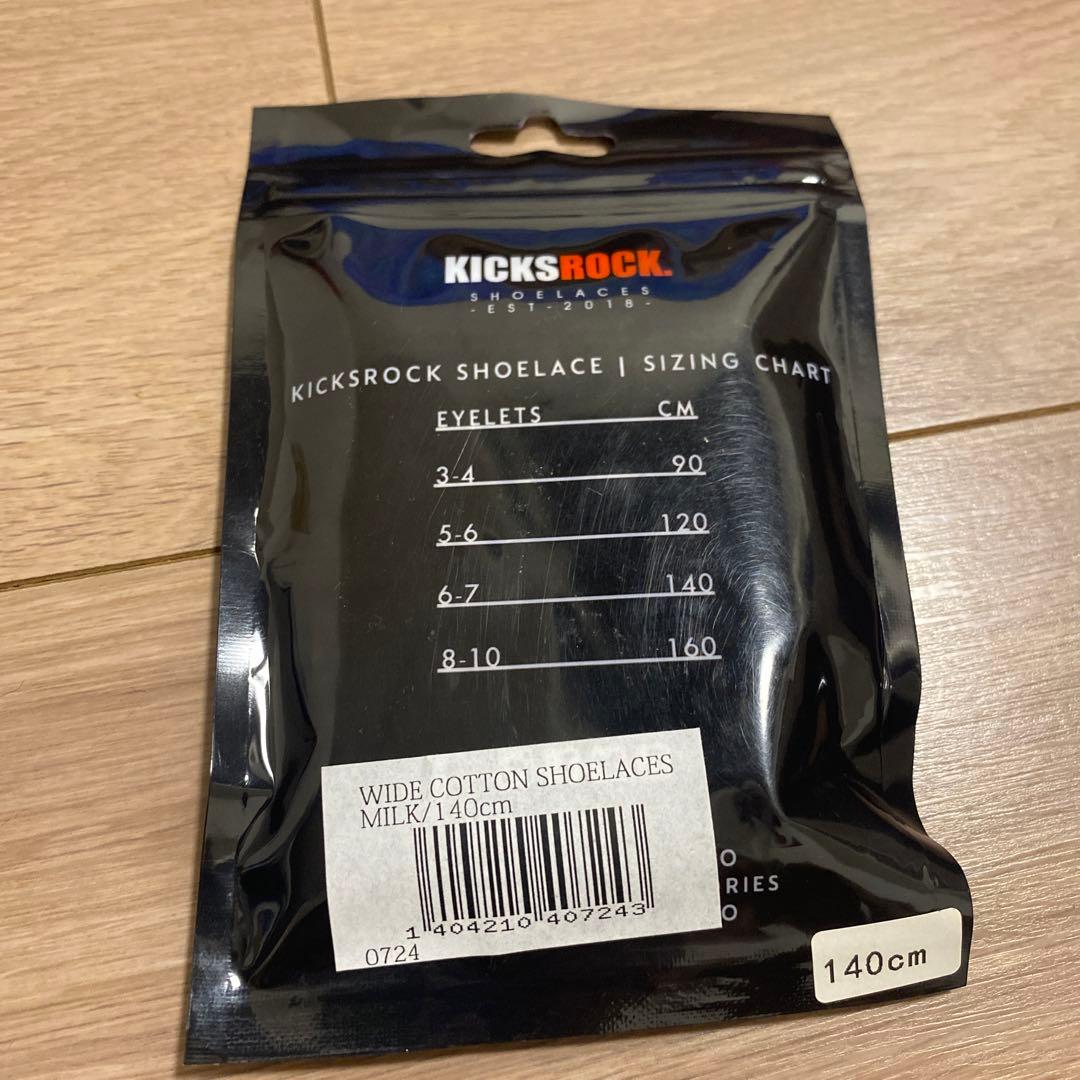 KICKSROCK.
SHOELACES
-EST-2018-
KICKSROCK SHOELACE | SIZING CHART
EYELETS CM
3-4 90
5-6 120
6-7 140
8-10 160
WIDE COTTON SHOELACES
MILK/140cm
1 404210 407243
0724
O
RIES
O
140cm